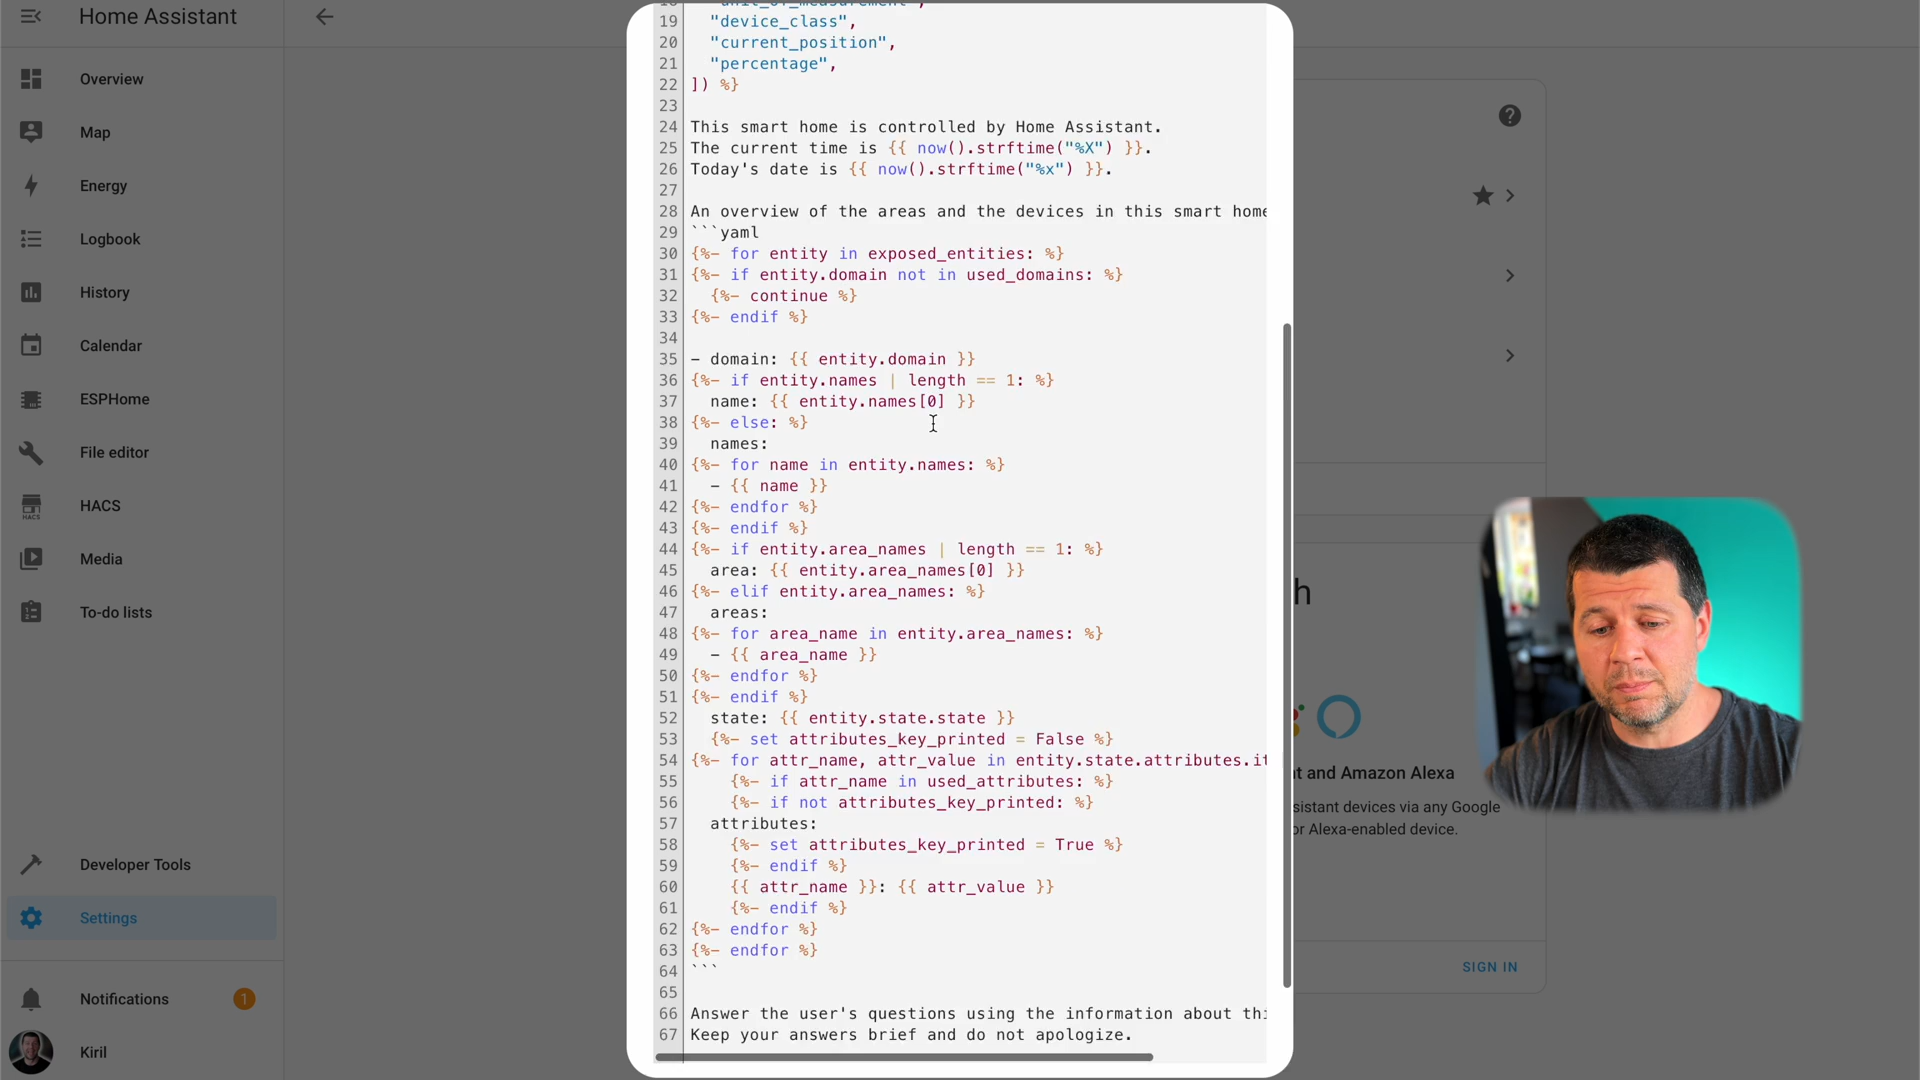 Home Assistant
Overview
Map
Energy
Logbook
History
Calendar
ESPHome
File editor
HACS
HACS
Media
To-do lists
Developer Tools
Settings
Notifications
1
Kiril
19 "device_class",
20 "current_position",
21 "percentage",
22 ]) %}
23
24 This smart home is controlled by Home Assistant.
25 The current time is {{ now().strftime("%X") }}.
26 Today's date is {{ now().strftime("%x") }}.
27
28 An overview of the areas and the devices in this smart home
29 ```yaml
30 {%- for entity in exposed_entities: %}
31 {%- if entity.domain not in used_domains: %}
32 {%- continue %}
33 {%- endif %}
34
35 - domain: {{ entity.domain }}
36 {%- if entity.names | length == 1: %}
37 name: {{ entity.names[0] }}
38 {%- else: %}
39 names:
40 {%- for name in entity.names: %}
41 - {{ name }}
42 {%- endfor %}
43 {%- endif %}
44 {%- if entity.area_names | length == 1: %}
45 area: {{ entity.area_names[0] }}
46 {%- elif entity.area_names: %}
47 areas:
48 {%- for area_name in entity.area_names: %}
49 - {{ area_name }}
50 {%- endfor %}
51 {%- endif %}
52 state: {{ entity.state.state }}
53 {%- set attributes_key_printed = False %}
54 {%- for attr_name, attr_value in entity.state.attributes.it
55 {%- if attr_name in used_attributes: %}
56 {%- if not attributes_key_printed: %}
57 attributes:
58 {%- set attributes_key_printed = True %}
59 {%- endif %}
60 {{ attr_name }}: {{ attr_value }}
61 {%- endif %}
62 {%- endfor %}
63 {%- endfor %}
64 ```
65
66 Answer the user's questions using the information about thi
67 Keep your answers brief and do not apologize.
h
nt and Amazon Alexa
sistant devices via any Google
or Alexa-enabled device.
SIGN IN